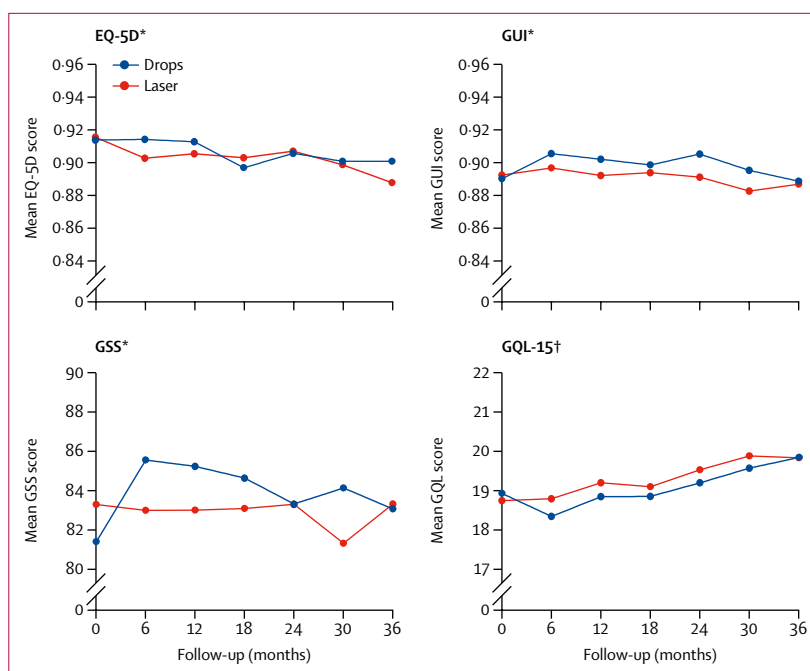 EQ-5D*
Drops
Laser
Mean EQ-5D score
0·96
0·94
0·92
0·90
0·88
0·86
0·84
0
GUI*
Mean GUI score
0·96
0·94
0·92
0·90
0·88
0·86
0·84
0
GSS*
Mean GSS score
90
88
86
84
82
80
0
0 6 12 18 24 30 36
Follow-up (months)
GQL-15†
Mean GQL score
22
21
20
19
18
17
0
0 6 12 18 24 30 36
Follow-up (months)